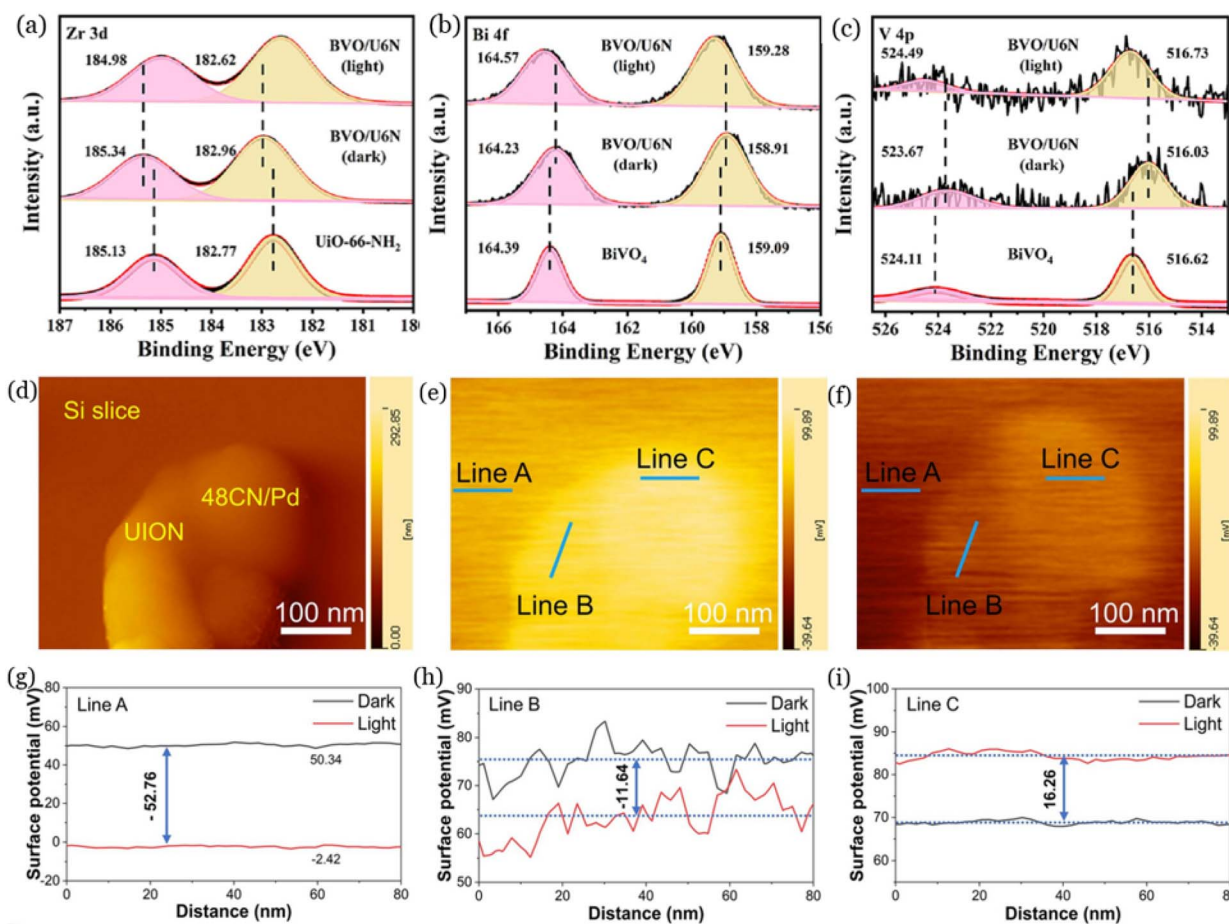 (a)
Zr 3d
184.98
182.62
BVO/U6N
(light)
185.34
182.96
BVO/U6N
(dark)
185.13
182.77
UiO-66-NH₂
Intensity (a.u.)
187 186 185 184 183 182 181 180
Binding Energy (eV)
(b)
Bi 4f
164.57
BVO/U6N
(light)
159.28
164.23
BVO/U6N
(dark)
158.91
164.39
BiVO₄
159.09
Intensity (a.u.)
166 164 162 160 158 156
Binding Energy (eV)
(c)
V 4p
524.49
BVO/U6N
(light)
516.73
523.67
BVO/U6N
(dark)
516.03
524.11
BiVO₄
516.62
Intensity (a.u.)
526 524 522 520 518 516 514
Binding Energy (eV)
(d)
Si slice
48CN/Pd
UION
100 nm
292.85
[nm]
0.00
(e)
Line A
Line C
Line B
100 nm
99.89
[mV]
-39.64
(f)
Line A
Line C
Line B
100 nm
99.89
[mV]
-39.64
(g)
Line A
Dark
Light
50.34
-52.76
-2.42
Surface potential (mV)
80
60
40
20
0
-20
0 20 40 60 80
Distance (nm)
(h)
Line B
Dark
Light
-11.64
Surface potential (mV)
90
80
70
60
50
0 10 20 30 40 50 60 70 80
Distance (nm)
(i)
Line C
Dark
Light
16.26
Surface potential (mV)
100
90
80
70
60
0 20 40 60 80
Distance (nm)